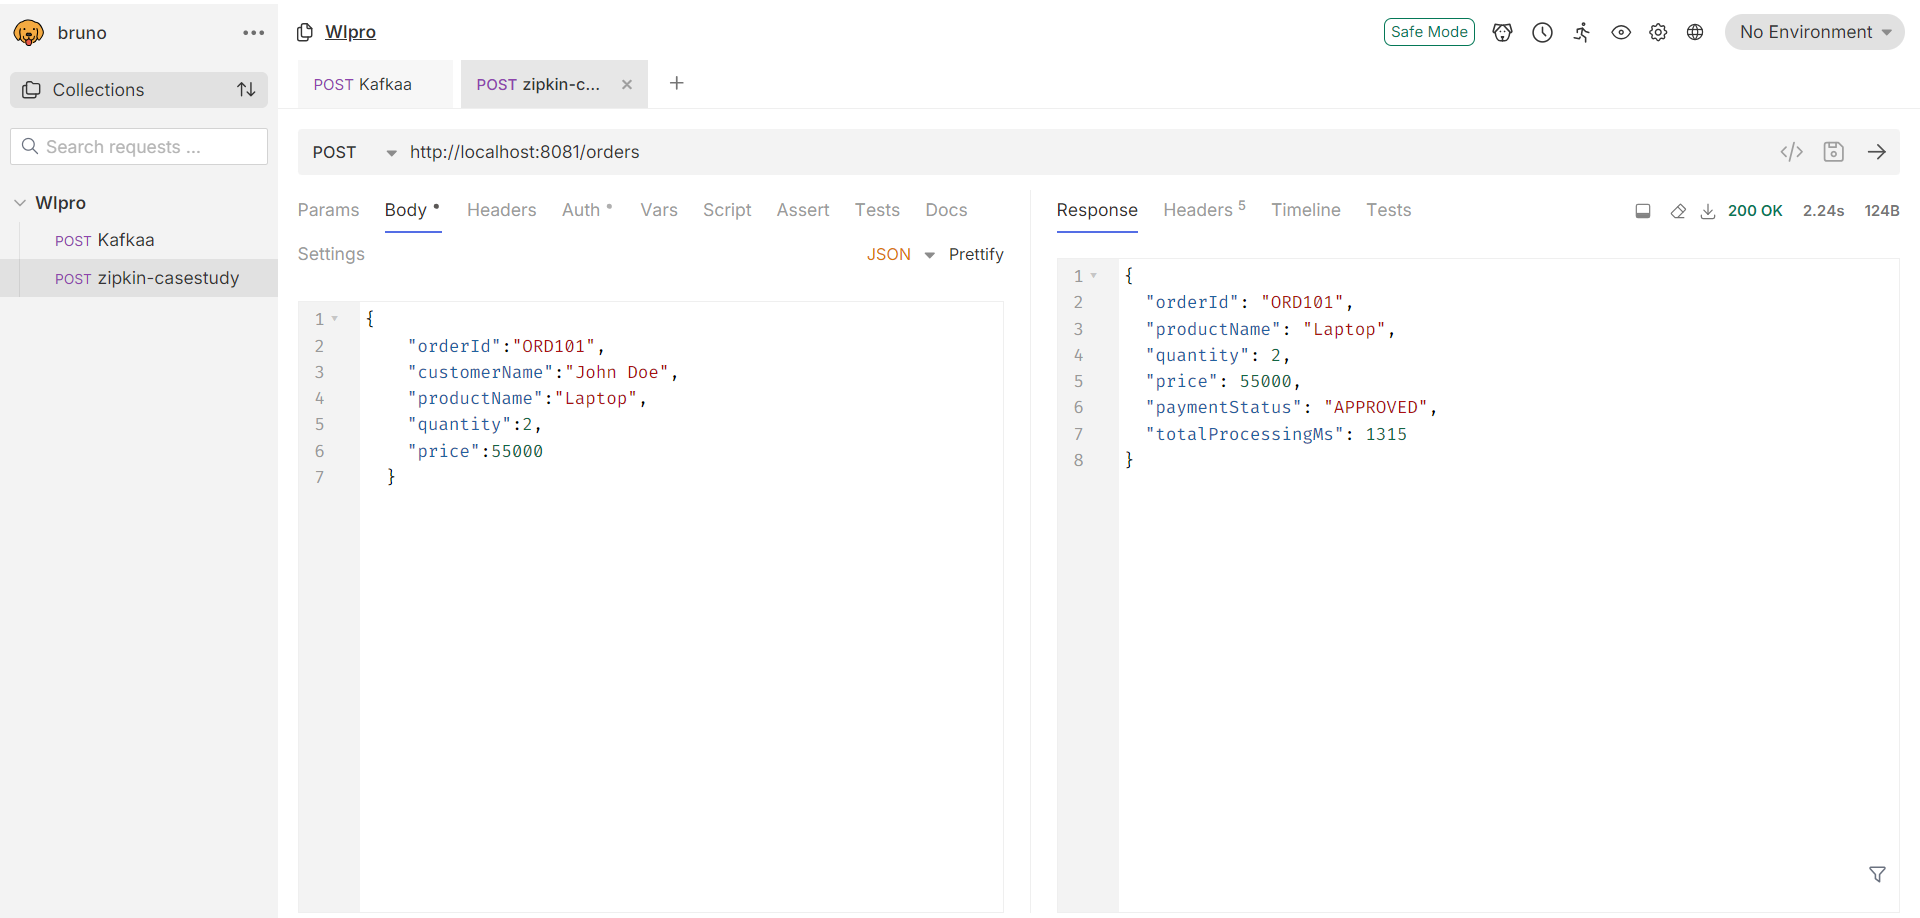 bruno
Collections
Search requests ...
WIpro
POST Kafkaa
POST zipkin-casestudy
WIpro
Safe Mode
No Environment
POST Kafkaa
POST zipkin-c...
POST http://localhost:8081/orders
Params Body Headers Auth Vars Script Assert Tests Docs
Settings
JSON Prettify
1 {
2 "orderId":"ORD101",
3 "customerName":"John Doe",
4 "productName":"Laptop",
5 "quantity":2,
6 "price":55000
7 }
Response Headers 5 Timeline Tests
200 OK 2.24s 124B
1 {
2 "orderId": "ORD101",
3 "productName": "Laptop",
4 "quantity": 2,
5 "price": 55000,
6 "paymentStatus": "APPROVED",
7 "totalProcessingMs": 1315
8 }